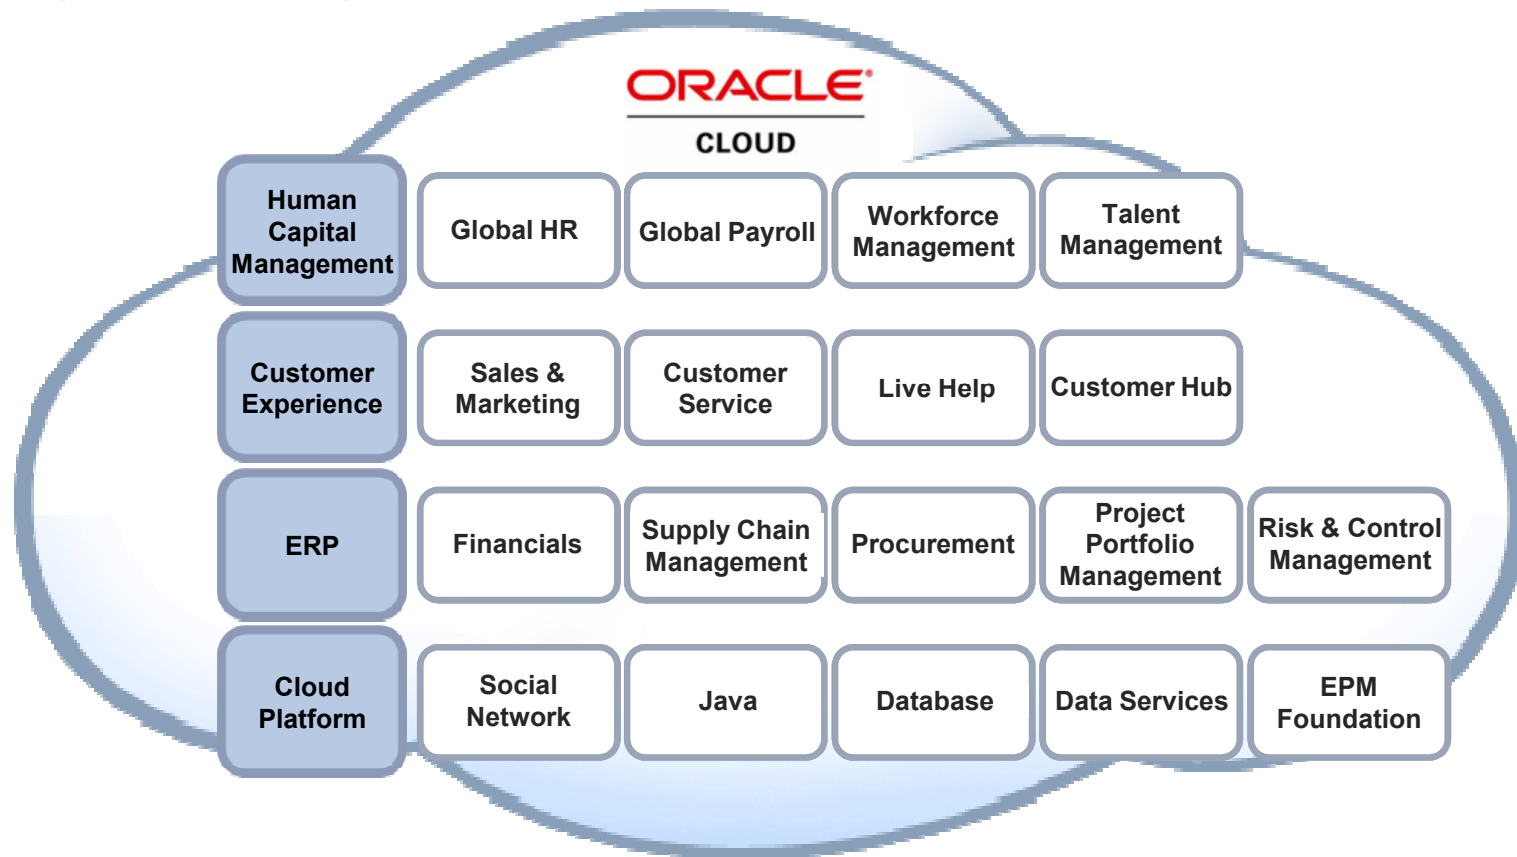 ORACLE®
CLOUD
Human
Capital
Management
Global HR
Global Payroll
Workforce
Management
Talent
Management
Customer
Experience
Sales &
Marketing
Customer
Service
Live Help
Customer Hub
ERP
Financials
Supply Chain
Management
Procurement
Project
Portfolio
Management
Risk & Control
Management
Cloud
Platform
Social
Network
Java
Database
Data Services
EPM
Foundation